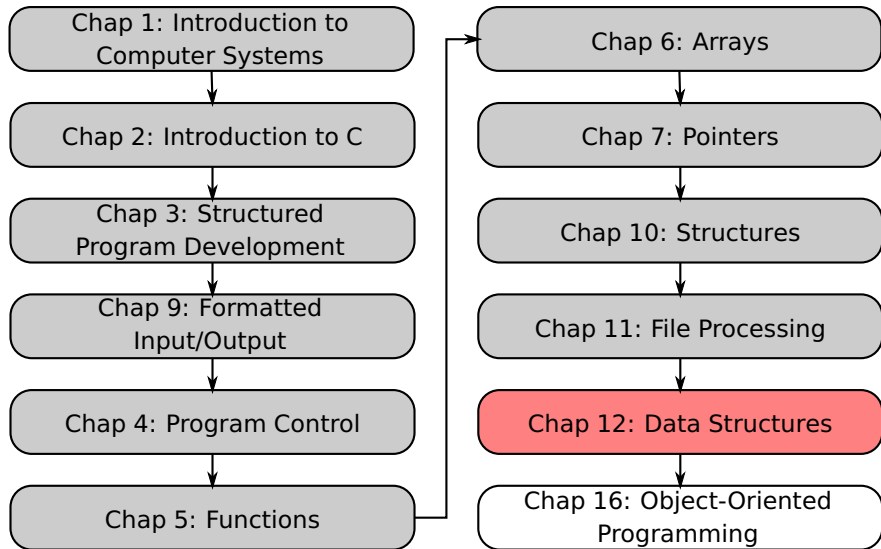 Chap 1: Introduction to
Computer Systems
Chap 2: Introduction to C
Chap 3: Structured
Program Development
Chap 9: Formatted
Input/Output
Chap 4: Program Control
Chap 5: Functions
Chap 6: Arrays
Chap 7: Pointers
Chap 10: Structures
Chap 11: File Processing
Chap 12: Data Structures
Chap 16: Object-Oriented
Programming